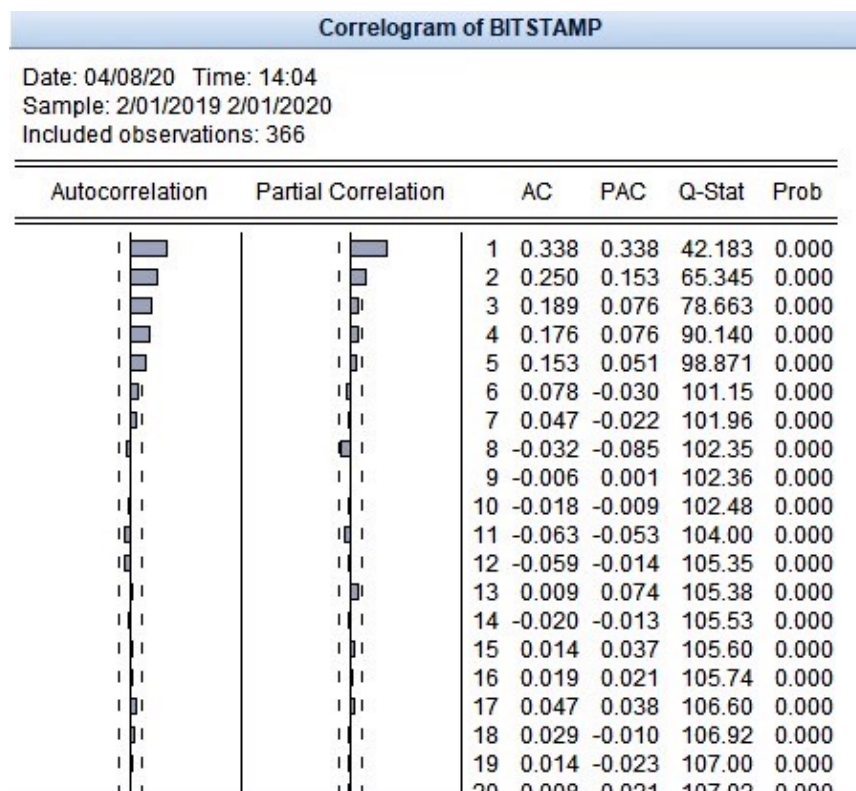 Correlogram of BITSTAMP
Date: 04/08/20 Time: 14:04
Sample: 2/01/2019 2/01/2020
Included observations: 366
Autocorrelation Partial Correlation AC PAC Q-Stat Prob
1 0.338 0.338 42.183 0.000
2 0.250 0.153 65.345 0.000
3 0.189 0.076 78.663 0.000
4 0.176 0.076 90.140 0.000
5 0.153 0.051 98.871 0.000
6 0.078 -0.030 101.15 0.000
7 0.047 -0.022 101.96 0.000
8 -0.032 -0.085 102.35 0.000
9 -0.006 0.001 102.36 0.000
10 -0.018 -0.009 102.48 0.000
11 -0.063 -0.053 104.00 0.000
12 -0.059 -0.014 105.35 0.000
13 0.009 0.074 105.38 0.000
14 -0.020 -0.013 105.53 0.000
15 0.014 0.037 105.60 0.000
16 0.019 0.021 105.74 0.000
17 0.047 0.038 106.60 0.000
18 0.029 -0.010 106.92 0.000
19 0.014 -0.023 107.00 0.000